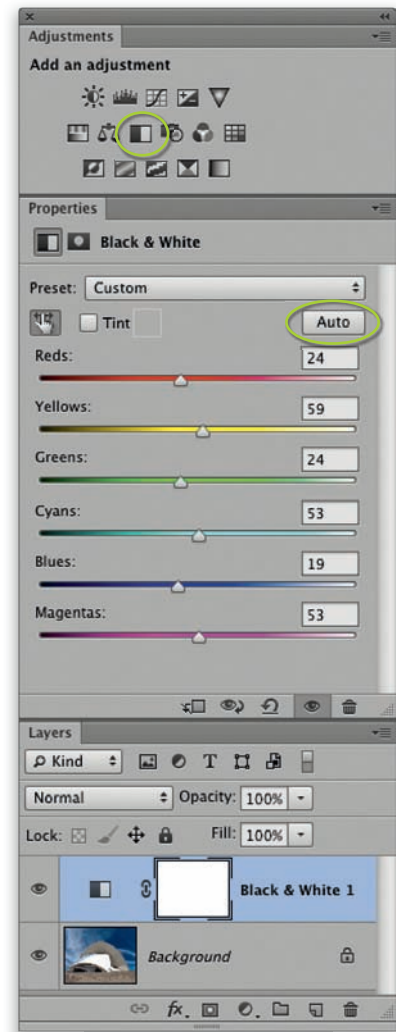 Adjustments
Add an adjustment
Properties
Black & White
Preset: Custom
Tint Auto
Reds: 24
Yellows: 59
Greens: 24
Cyans: 53
Blues: 19
Magentas: 53
Layers
Kind T
Normal Opacity: 100%
Lock: Fill: 100%
Black & White 1
Background
fx